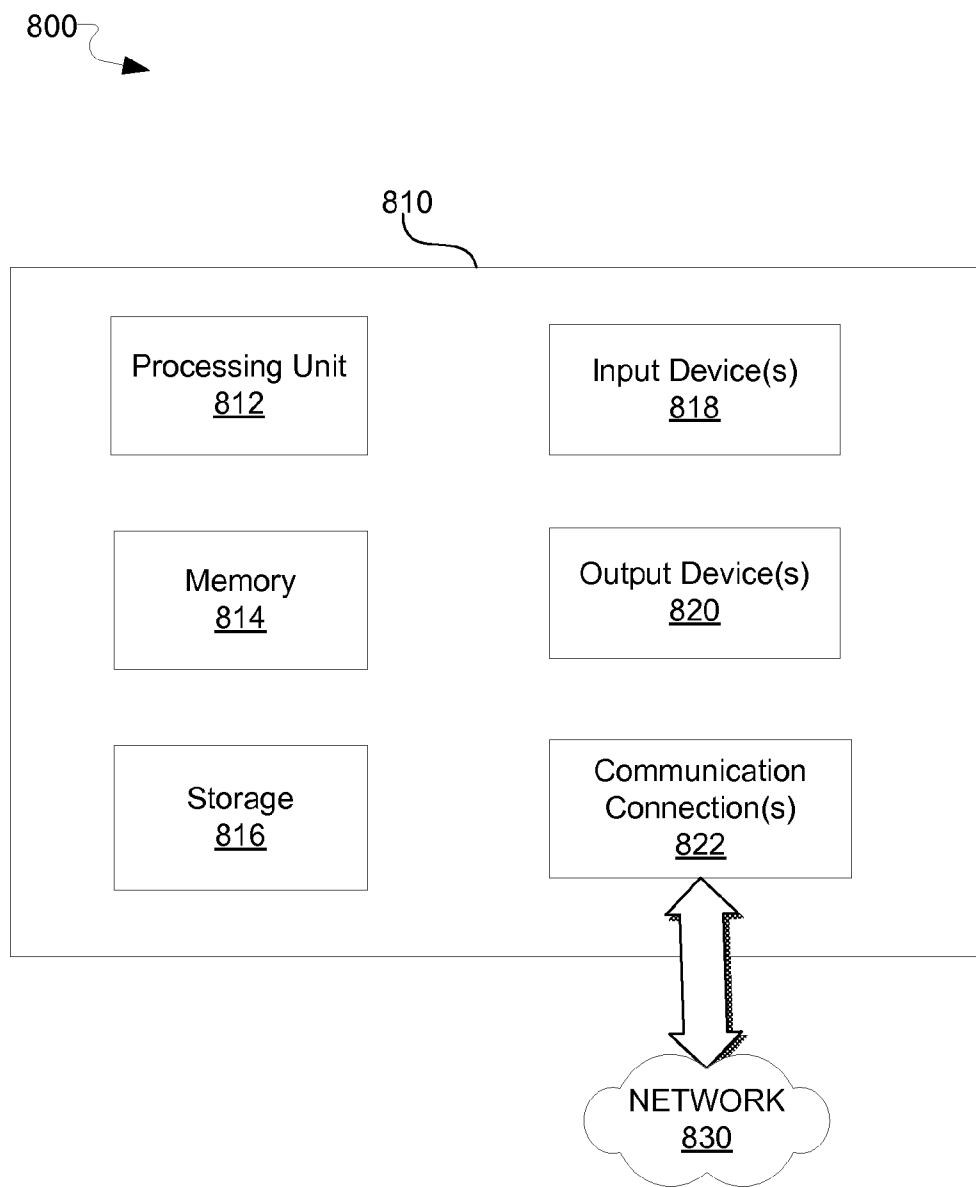 800
810
Processing Unit
812
Input Device(s)
818
Memory
814
Output Device(s)
820
Storage
816
Communication
Connection(s)
822
NETWORK
830